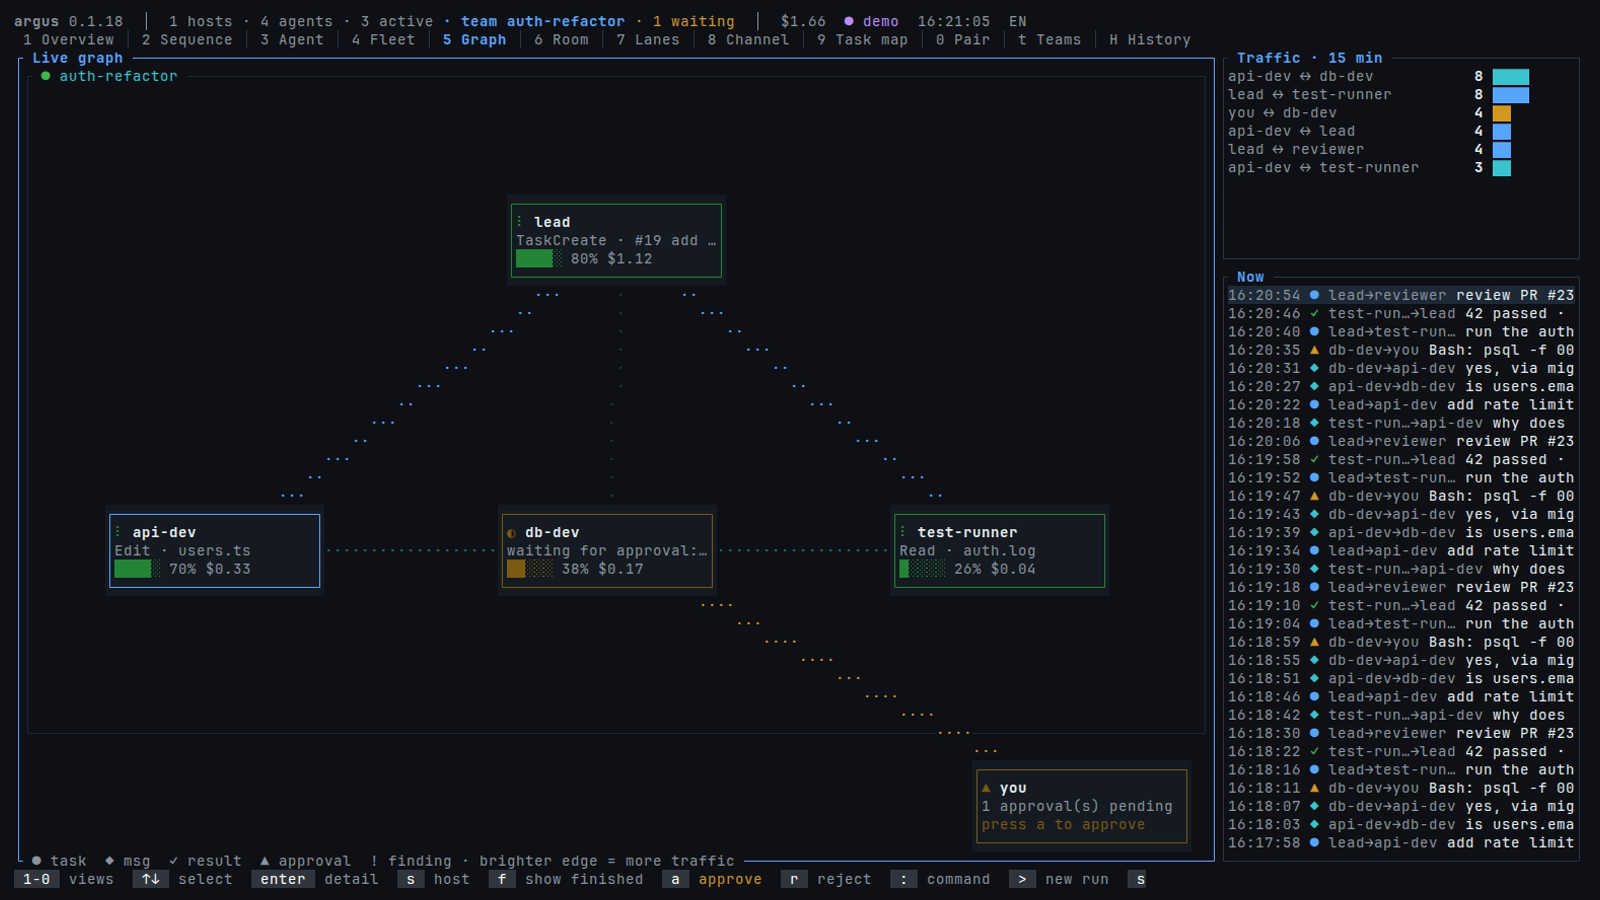 argus 0.1.18 │ 1 hosts · 4 agents · 3 active · team auth-refactor · 1 waiting │ $1.66 ● demo 16:21:05 EN
1 Overview │ 2 Sequence │ 3 Agent │ 4 Fleet │ 5 Graph │ 6 Room │ 7 Lanes │ 8 Channel │ 9 Task map │ 0 Pair │ t Teams │ H History
Live graph
● auth-refactor
lead
TaskCreate · #19 add …
80% $1.12
api-dev
Edit · users.ts
70% $0.33
◐ db-dev
waiting for approval:…
38% $0.17
test-runner
Read · auth.log
26% $0.04
▲ you
1 approval(s) pending
press a to approve
● task ◆ msg ✓ result ▲ approval ! finding · brighter edge = more traffic
Traffic · 15 min
api-dev ↔ db-dev 8
lead ↔ test-runner 8
you ↔ db-dev 4
api-dev ↔ lead 4
lead ↔ reviewer 4
api-dev ↔ test-runner 3
Now
16:20:54 ● lead→reviewer review PR #23
16:20:46 ✓ test-run…→lead 42 passed ·
16:20:40 ● lead→test-run… run the auth
16:20:35 ▲ db-dev→you Bash: psql -f 00
16:20:31 ◆ db-dev→api-dev yes, via mig
16:20:27 ◆ api-dev→db-dev is users.ema
16:20:22 ● lead→api-dev add rate limit
16:20:18 ◆ test-run…→api-dev why does
16:20:06 ● lead→reviewer review PR #23
16:19:58 ✓ test-run…→lead 42 passed ·
16:19:52 ● lead→test-run… run the auth
16:19:47 ▲ db-dev→you Bash: psql -f 00
16:19:43 ◆ db-dev→api-dev yes, via mig
16:19:39 ◆ api-dev→db-dev is users.ema
16:19:34 ● lead→api-dev add rate limit
16:19:30 ◆ test-run…→api-dev why does
16:19:18 ● lead→reviewer review PR #23
16:19:10 ✓ test-run…→lead 42 passed ·
16:19:04 ● lead→test-run… run the auth
16:18:59 ▲ db-dev→you Bash: psql -f 00
16:18:55 ◆ db-dev→api-dev yes, via mig
16:18:51 ◆ api-dev→db-dev is users.ema
16:18:46 ● lead→api-dev add rate limit
16:18:42 ◆ test-run…→api-dev why does
16:18:30 ● lead→reviewer review PR #23
16:18:22 ✓ test-run…→lead 42 passed ·
16:18:16 ● lead→test-run… run the auth
16:18:11 ▲ db-dev→you Bash: psql -f 00
16:18:07 ◆ db-dev→api-dev yes, via mig
16:18:03 ◆ api-dev→db-dev is users.ema
16:17:58 ● lead→api-dev add rate limit
1-0 views ↑↓ select enter detail s host f show finished a approve r reject : command > new run s